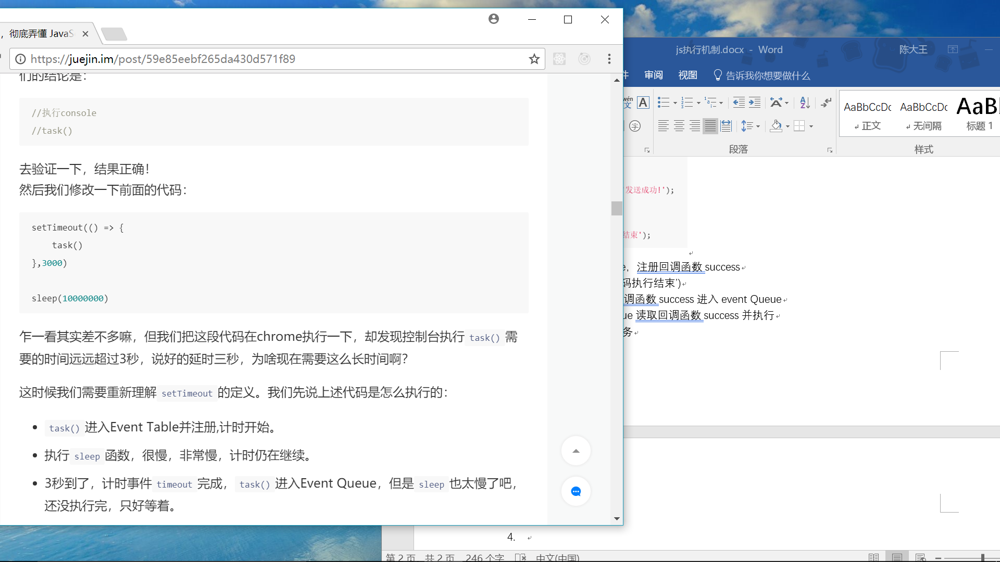 ，彻底弄懂 JavaS
https://juejin.im/post/59e85eebf265da430d571f89
们的结论是：
//执行console
//task()
去验证一下，结果正确！
然后我们修改一下前面的代码：
setTimeout(() => {
    task()
},3000)
sleep(10000000)
乍一看其实差不多嘛，但我们把这段代码在chrome执行一下，却发现控制台执行 task() 需
要的时间远远超过3秒，说好的延时三秒，为啥现在需要这么长时间啊？
这时候我们需要重新理解 setTimeout 的定义。我们先说上述代码是怎么执行的：
task() 进入Event Table并注册,计时开始。
执行 sleep 函数，很慢，非常慢，计时仍在继续。
3秒到了，计时事件 timeout 完成， task() 进入Event Queue，但是 sleep 也太慢了吧，
还没执行完，只好等着。
js执行机制.docx - Word
陈大王
件 审阅 视图 告诉我你想要做什么
wén 文 A
字
段落
AaBbCcDc AaBbCcDc AaB
正文 无间隔 标题 1
样式
发送成功!');
结束');
e，注册回调函数 success
码执行结束’)
调函数 success 进入 event Queue
ue 读取回调函数 success 并执行
务
4.
第 2 页，共 2 页 246 个字 中文(中国)